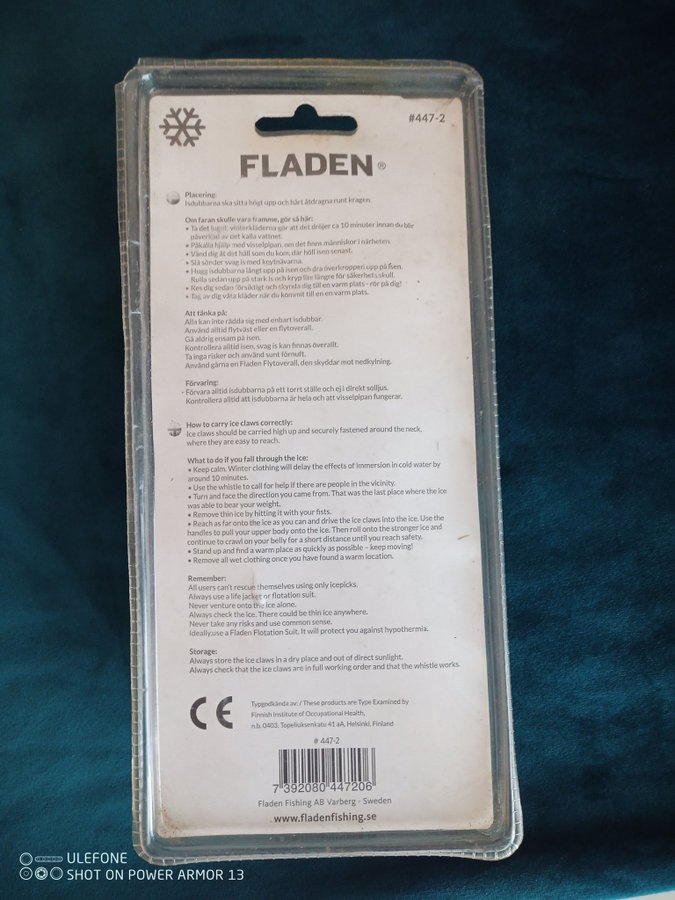 #447-2
FLADEN®
Placering:
Isdubbarna ska sitta högt upp och hårt åtdragna runt kragen.
Om faran skulle vara framme, gör så här:
• Ta det lugnt, vinterkläderna gör att det dröjer ca 10 minuter innan du blir
påverkad av det kalla vattnet.
• Påkalla hjälp med visselpipan, om det finns människor i närheten.
• Vänd dig åt det håll som du kom, där höll isen senast.
• Slå sönder svag is med knytnävarna.
• Hugg isdubbarna långt upp på isen och dra överkroppen upp på isen.
Rulla sedan upp på stark is och kryp lite längre för säkerhets skull.
• Res dig sedan försiktigt och skynda dig till en varm plats - rör på dig!
• Tag av dig våta kläder när du kommit till en en varm plats.
Att tänka på:
Alla kan inte rädda sig med enbart isdubbar.
Använd alltid flytväst eller en flytoverall.
Gå aldrig ensam på isen.
Kontrollera alltid isen, svag is kan finnas överallt.
Ta inga risker och använd sunt förnuft.
Använd gärna en Fladen Flytoverall, den skyddar mot nedkylning.
Förvaring:
Förvara alltid isdubbarna på ett torrt ställe och ej i direkt solljus.
Kontrollera alltid att isdubbarna är hela och att visselpipan fungerar.
How to carry ice claws correctly:
Ice claws should be carried high up and securely fastened around the neck,
where they are easy to reach.
What to do if you fall through the ice:
• Keep calm. Winter clothing will delay the effects of immersion in cold water by
around 10 minutes.
• Use the whistle to call for help if there are people in the vicinity.
• Turn and face the direction you came from. That was the last place where the ice
was able to bear your weight.
• Remove thin ice by hitting it with your fists.
• Reach as far onto the ice as you can and drive the ice claws into the ice. Use the
handles to pull your upper body onto the ice. Then roll onto the stronger ice and
continue to crawl on your belly for a short distance until you reach safety.
• Stand up and find a warm place as quickly as possible – keep moving!
• Remove all wet clothing once you have found a warm location.
Remember:
All users can't rescue themselves using only icepicks.
Always use a life jacket or flotation suit.
Never venture onto the ice alone.
Always check the ice. There could be thin ice anywhere.
Never take any risks and use common sense.
Ideally,use a Fladen Flotation Suit. It will protect you against hypothermia.
Storage:
Always store the ice claws in a dry place and out of direct sunlight.
Always check that the ice claws are in full working order and that the whistle works.
CE
Typgodkända av: / These products are Type Examined by
Finnish Institute of Occupational Health,
n.b. 0403, Topeliuksenkatu 41 aA, Helsinki, Finland
# 447-2
7 392080 447206
Fladen Fishing AB Varberg - Sweden
www.fladenfishing.se
ULEFONE
SHOT ON POWER ARMOR 13